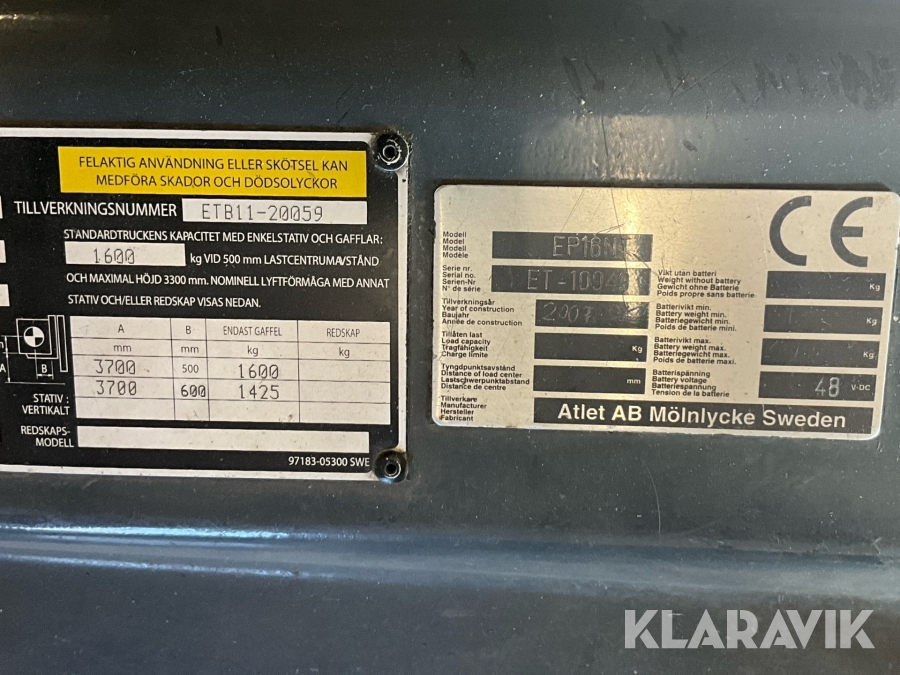 FELAKTIG ANVÄNDNING ELLER SKÖTSEL KAN
MEDFÖRA SKADOR OCH DÖDSOLYCKOR
TILLVERKNINGSNUMMER ETB11-20059
STANDARDTRUCKENS KAPACITET MED ENKELSTATIV OCH GAFFLAR:
1600 kg VID 500 mm LASTCENTRUMAVSTÅND
OCH MAXIMAL HÖJD 3300 mm. NOMINELL LYFTFÖRMÅGA MED ANNAT
STATIV OCH/ELLER REDSKAP VISAS NEDAN.
A B ENDAST GAFFEL REDSKAP
mm mm kg kg
3700 500 1600
3700 600 1425
A B
STATIV :
VERTIKALT
REDSKAPS-
MODELL
97183-05300 SWE
CE
Modell
Model
Modell
Modèle
Serie nr.
Serial no.
Serien-Nr
N° de série
Tillverkningsår
Year of construction
Baujahr
Année de construction
2007
Tillåten last
Load capacity
Tragfähigkeit
Charge limite
Kg
Tyngdpunktsavstånd
Distance of load center
Lastschwerpunktabstand
Distance de centre
mm
Tillverkare
Manufacturer
Hersteller
Fabricant
Atlet AB Mölnlycke Sweden
Vikt utan batteri
Weight without battery
Gewicht ohne Batterie
Poids propre sans batterie
Kg
Batterivikt min.
Battery weight min.
Batteriegewicht min.
Poids de batterie mini.
Batterivikt max.
Battery weight max.
Batteriegewicht max.
Poids de batterie maxi.
Kg
Batterispänning
Battery voltage
Batteriespannung
Tension de la batterie
48 V-DC
KLARAVIK